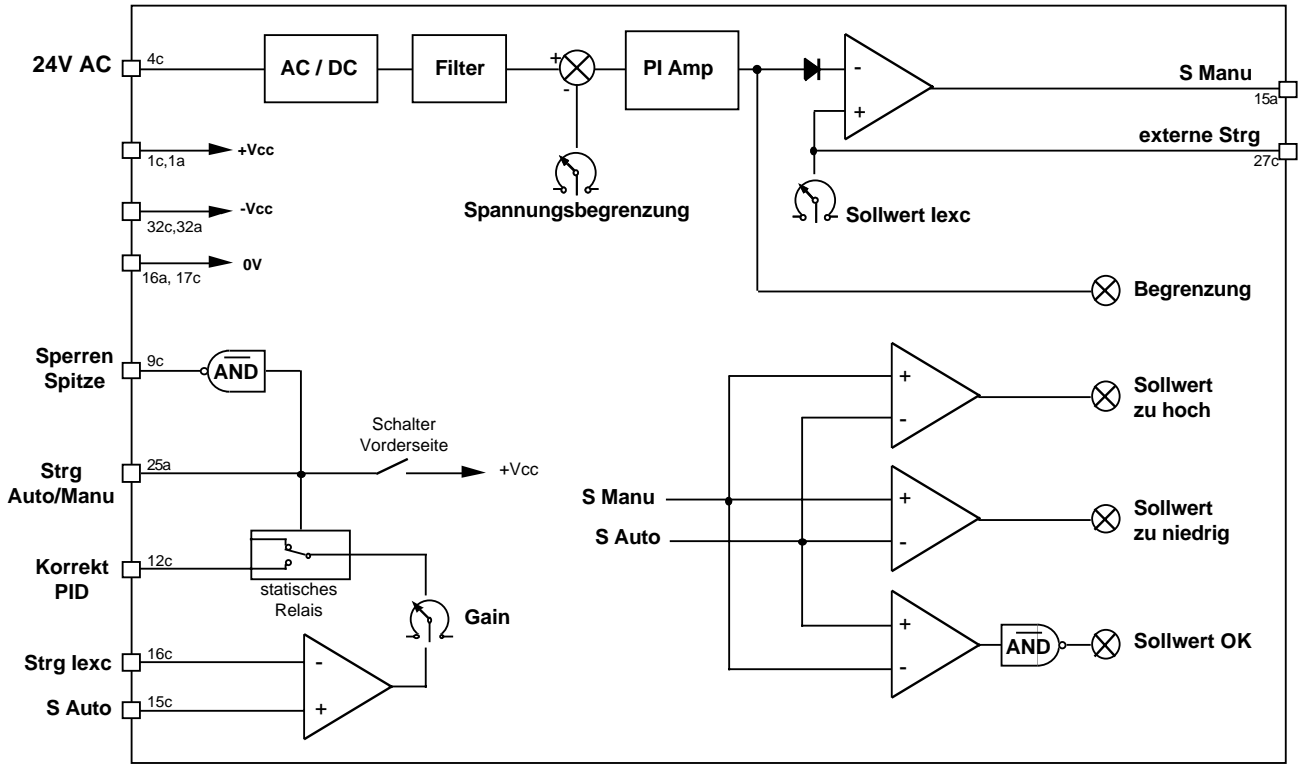 24V AC
4c
AC / DC
Filter
+
-
PI Amp
-
+
S Manu
15a
externe Strg
27c
1c,1a
+Vcc
32c,32a
-Vcc
16a, 17c
0V
Spannungsbegrenzung
Sollwert Iexc
Begrenzung
Sperren
Spitze
9c
AND
Schalter
Vorderseite
+Vcc
Strg
Auto/Manu
25a
Korrekt
PID
12c
statisches
Relais
Gain
Strg Iexc
16c
-
S Auto
15c
+
S Manu
S Auto
+
-
Sollwert
zu hoch
+
-
Sollwert
zu niedrig
+
-
AND
Sollwert OK